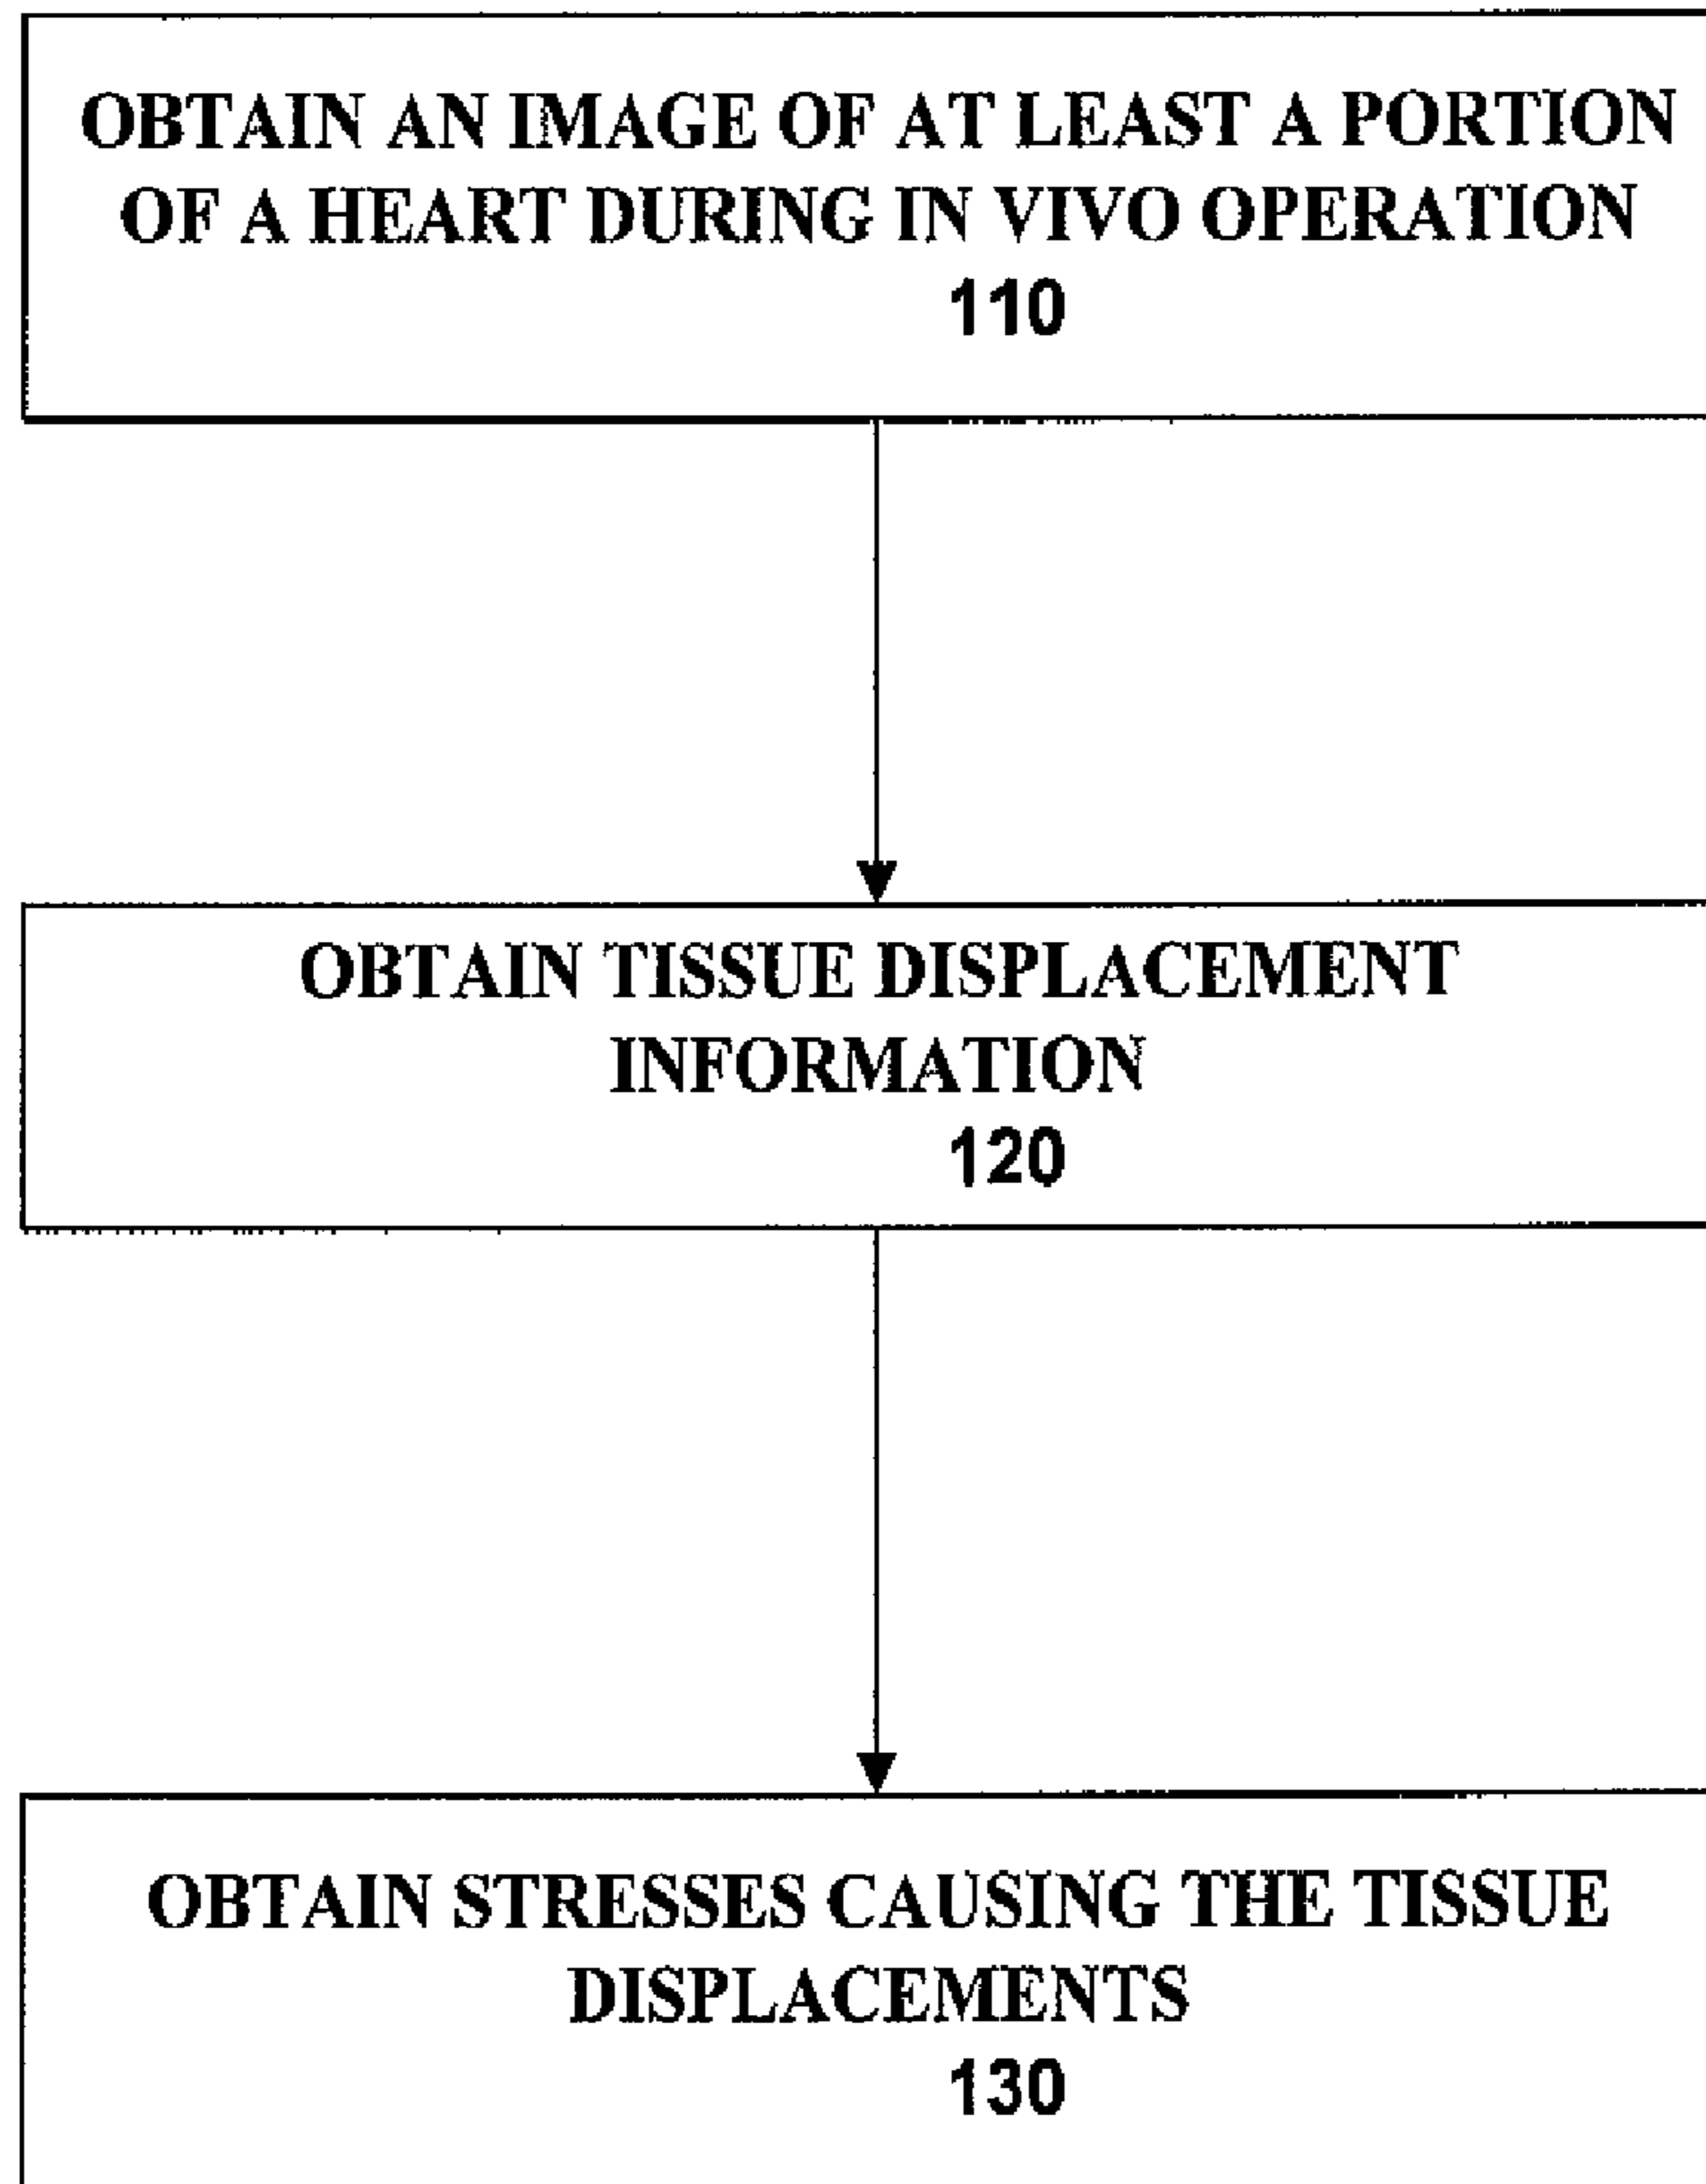 OBTAIN AN IMAGE OF AT LEAST A PORTION
OF A HEART DURING IN VIVO OPERATION
110
OBTAIN TISSUE DISPLACEMENT
INFORMATION
120
OBTAIN STRESSES CAUSING THE TISSUE
DISPLACEMENTS
130